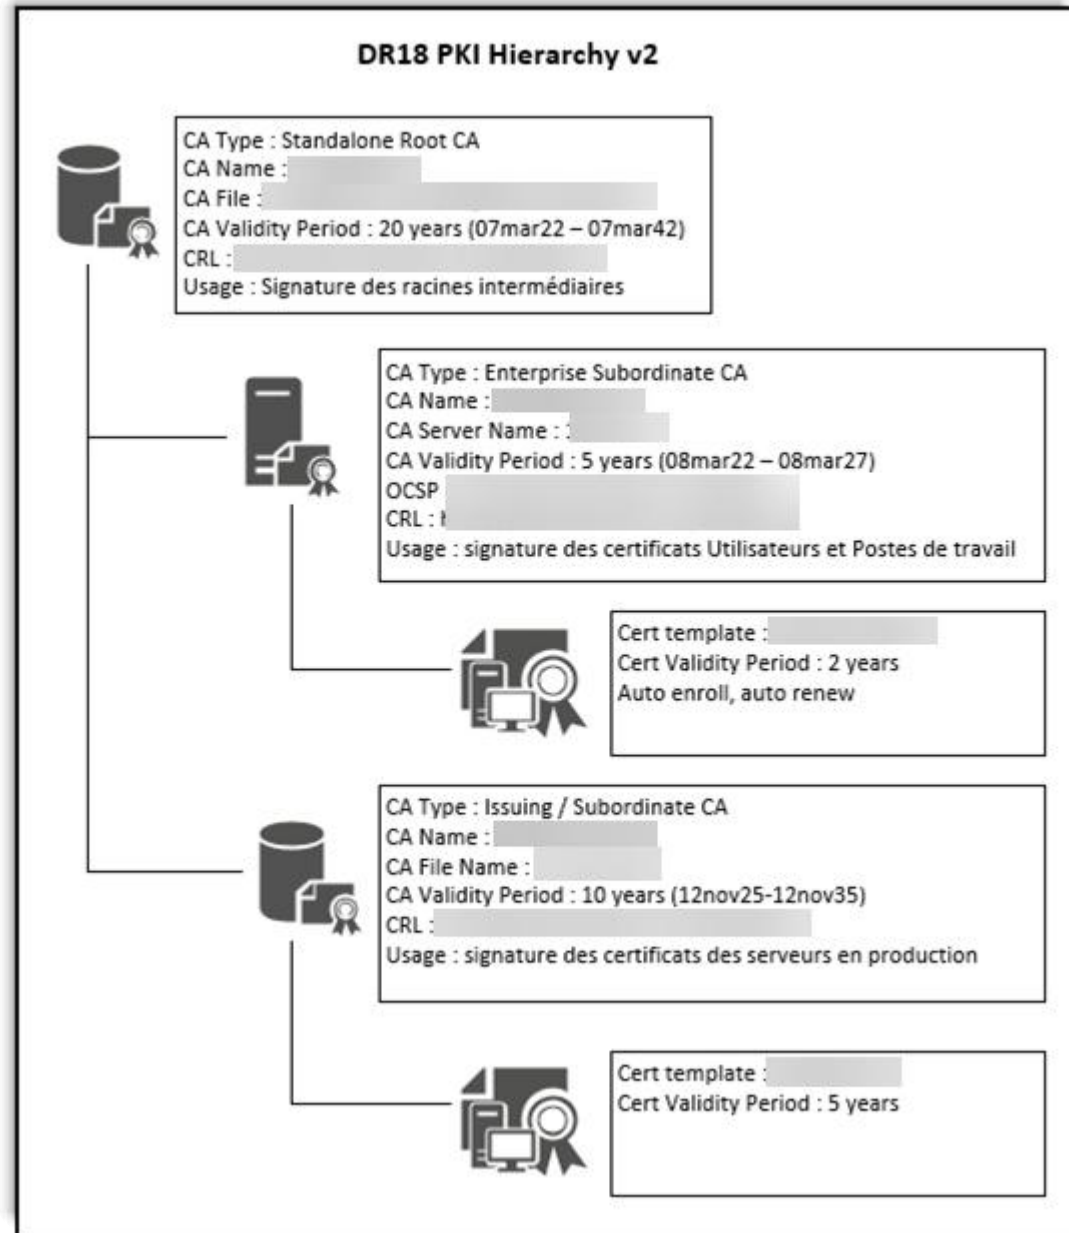 DR18 PKI Hierarchy v2
CA Type : Standalone Root CA
CA Name :
CA File :
CA Validity Period : 20 years (07mar22 – 07mar42)
CRL :
Usage : Signature des racines intermédiaires
CA Type : Enterprise Subordinate CA
CA Name :
CA Server Name :
CA Validity Period : 5 years (08mar22 – 08mar27)
OCSP
CRL :
Usage : signature des certificats Utilisateurs et Postes de travail
Cert template :
Cert Validity Period : 2 years
Auto enroll, auto renew
CA Type : Issuing / Subordinate CA
CA Name :
CA File Name :
CA Validity Period : 10 years (12nov25-12nov35)
CRL :
Usage : signature des certificats des serveurs en production
Cert template :
Cert Validity Period : 5 years